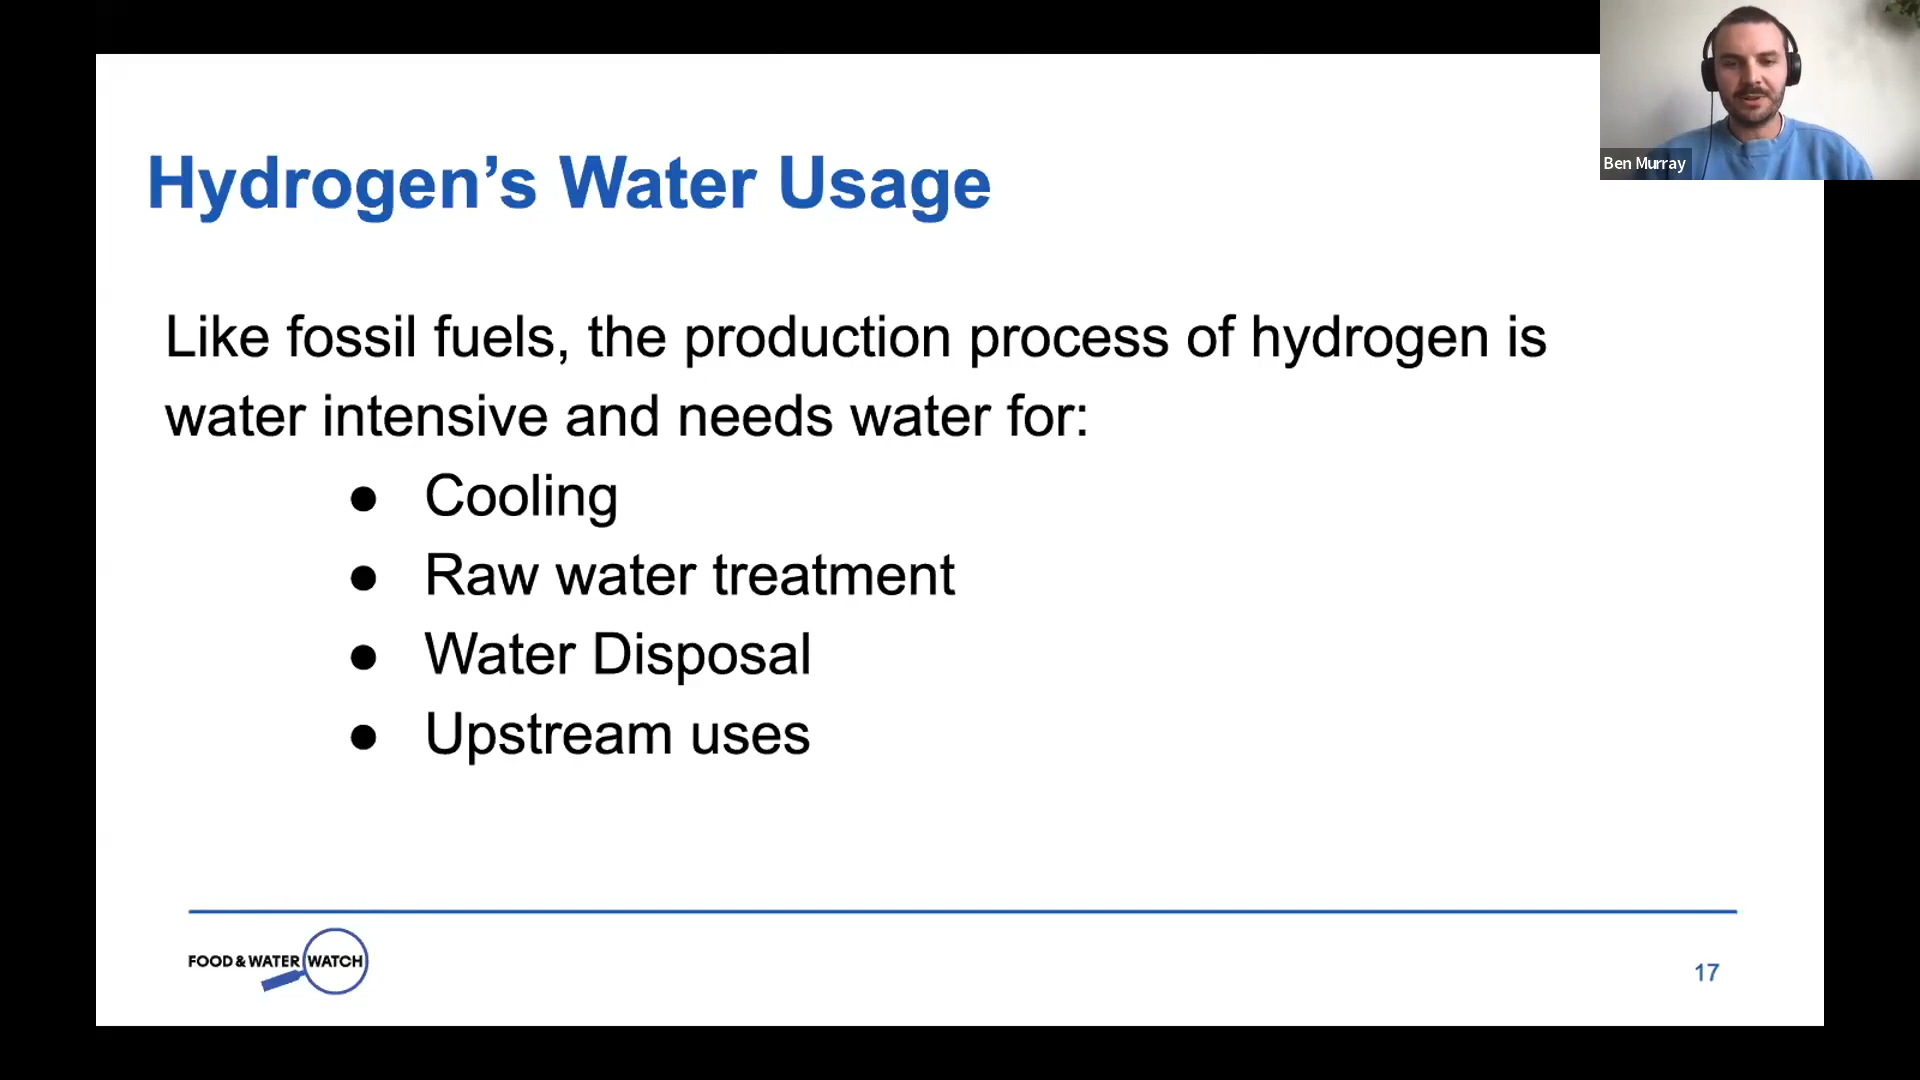 Ben Murray
Hydrogen’s Water Usage
Like fossil fuels, the production process of hydrogen is
water intensive and needs water for:
● Cooling
● Raw water treatment
● Water Disposal
● Upstream uses
FOOD & WATER WATCH
17